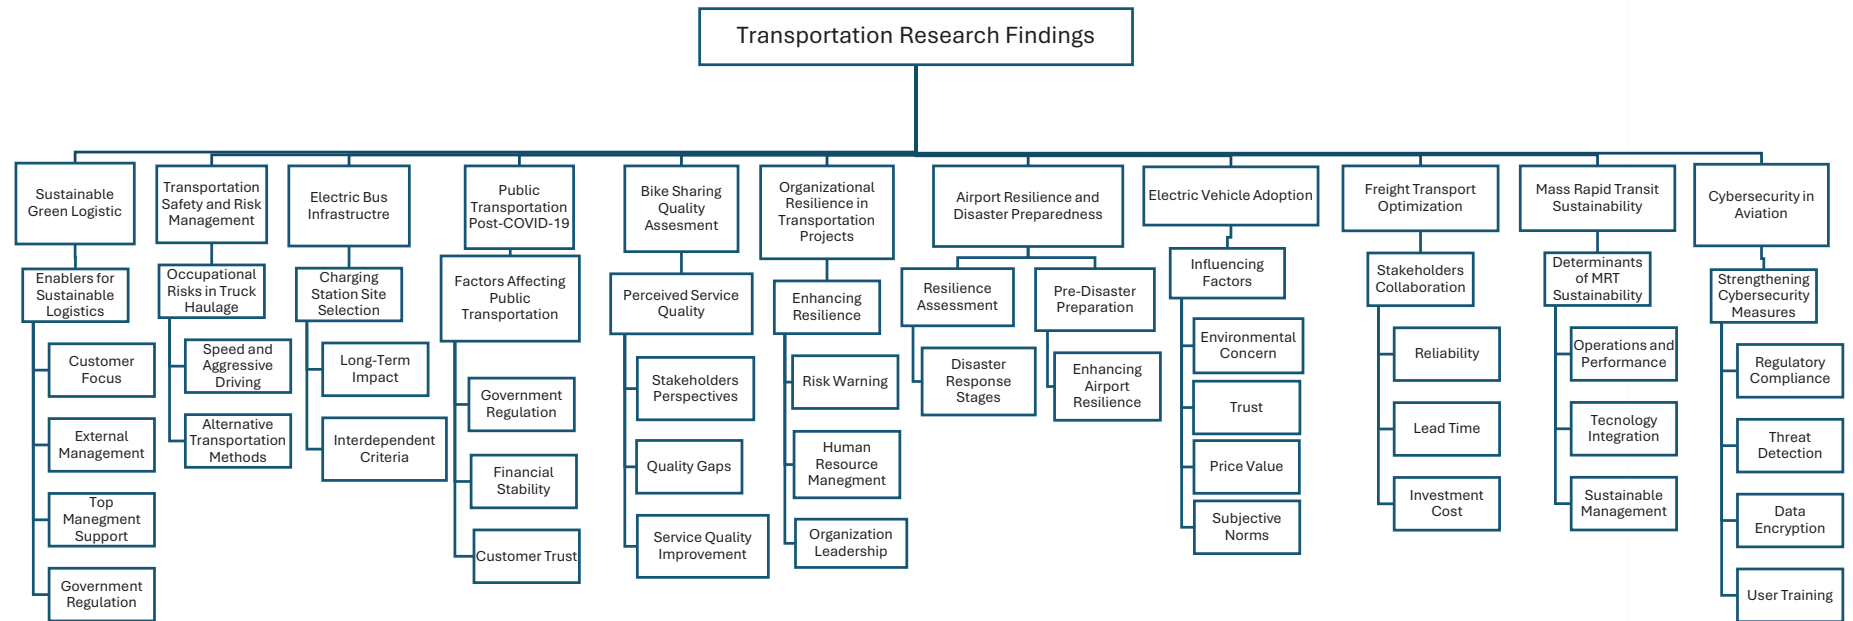 Transportation Research Findings
Sustainable
Green Logistic
Enablers for
Sustainable
Logistics
Customer
Focus
External
Management
Top
Manegment
Support
Government
Regulation
Transportation
Safety and Risk
Management
Occupational
Risks in Truck
Haulage
Speed and
Aggressive
Driving
Alternative
Transportation
Methods
Electric Bus
Infrastructre
Charging
Station Site
Selection
Long-Term
Impact
Interdependent
Criteria
Public
Transportation
Post-COVID-19
Factors Affecting
Public
Transportation
Government
Regulation
Financial
Stability
Customer Trust
Bike Sharing
Quality
Assesment
Perceived Service
Quality
Stakeholders
Perspectives
Quality Gaps
Service Quality
Improvement
Organizational
Resilience in
Transportation
Projects
Enhancing
Resilience
Risk Warning
Human
Resource
Managment
Organization
Leadership
Airport Resilience and
Disaster Preparedness
Resilience
Assessment
Disaster
Response
Stages
Pre-Disaster
Preparation
Enhancing
Airport
Resilience
Electric Vehicle Adoption
Influencing
Factors
Environmental
Concern
Trust
Price Value
Subjective
Norms
Freight Transport
Optimization
Stakeholders
Collaboration
Reliability
Lead Time
Investment
Cost
Mass Rapid Transit
Sustainability
Determinants
of MRT
Sustainability
Operations and
Performance
Tecnology
Integration
Sustainable
Management
Cybersecurity in
Aviation
Strengthening
Cybersecurity
Measures
Regulatory
Compliance
Threat
Detection
Data
Encryption
User Training